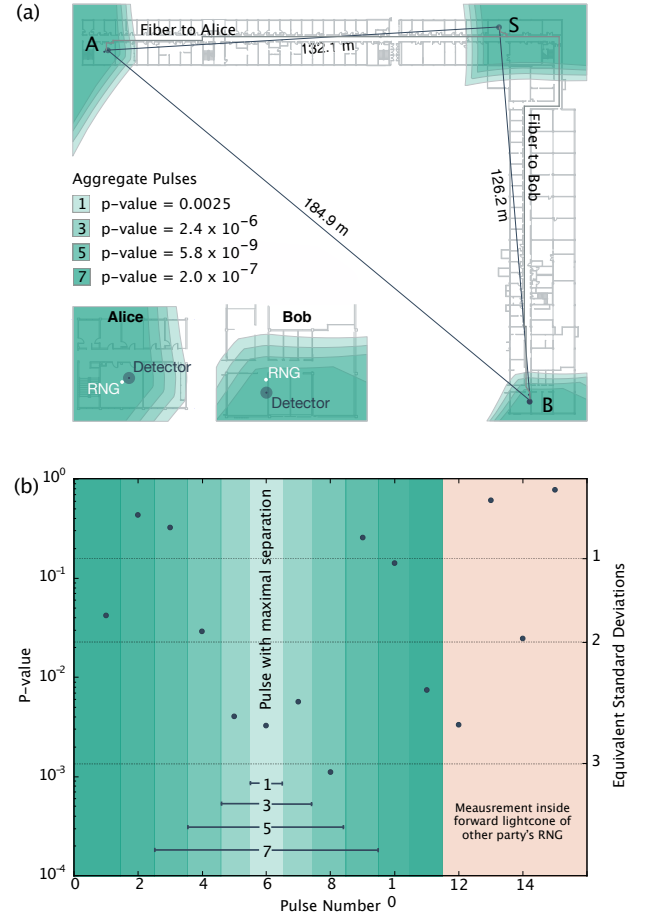 (a)
A
Fiber to Alice
132.1 m
S
Fiber to Bob
126.2 m
184.9 m
B
Aggregate Pulses
1 p-value = 0.0025
3 p-value = 2.4 x 10⁻⁶
5 p-value = 5.8 x 10⁻⁹
7 p-value = 2.0 x 10⁻⁷
Alice
Detector
RNG
Bob
RNG
Detector
(b)
10⁰
10⁻¹
10⁻²
10⁻³
10⁻⁴
P-value
Pulse with maximal separation
1
3
5
7
1
2
3
Equivalent Standard Deviations
Meausrement inside
forward lightcone of
other party's RNG
0 2 4 6 8 1 12 14
Pulse Number 0